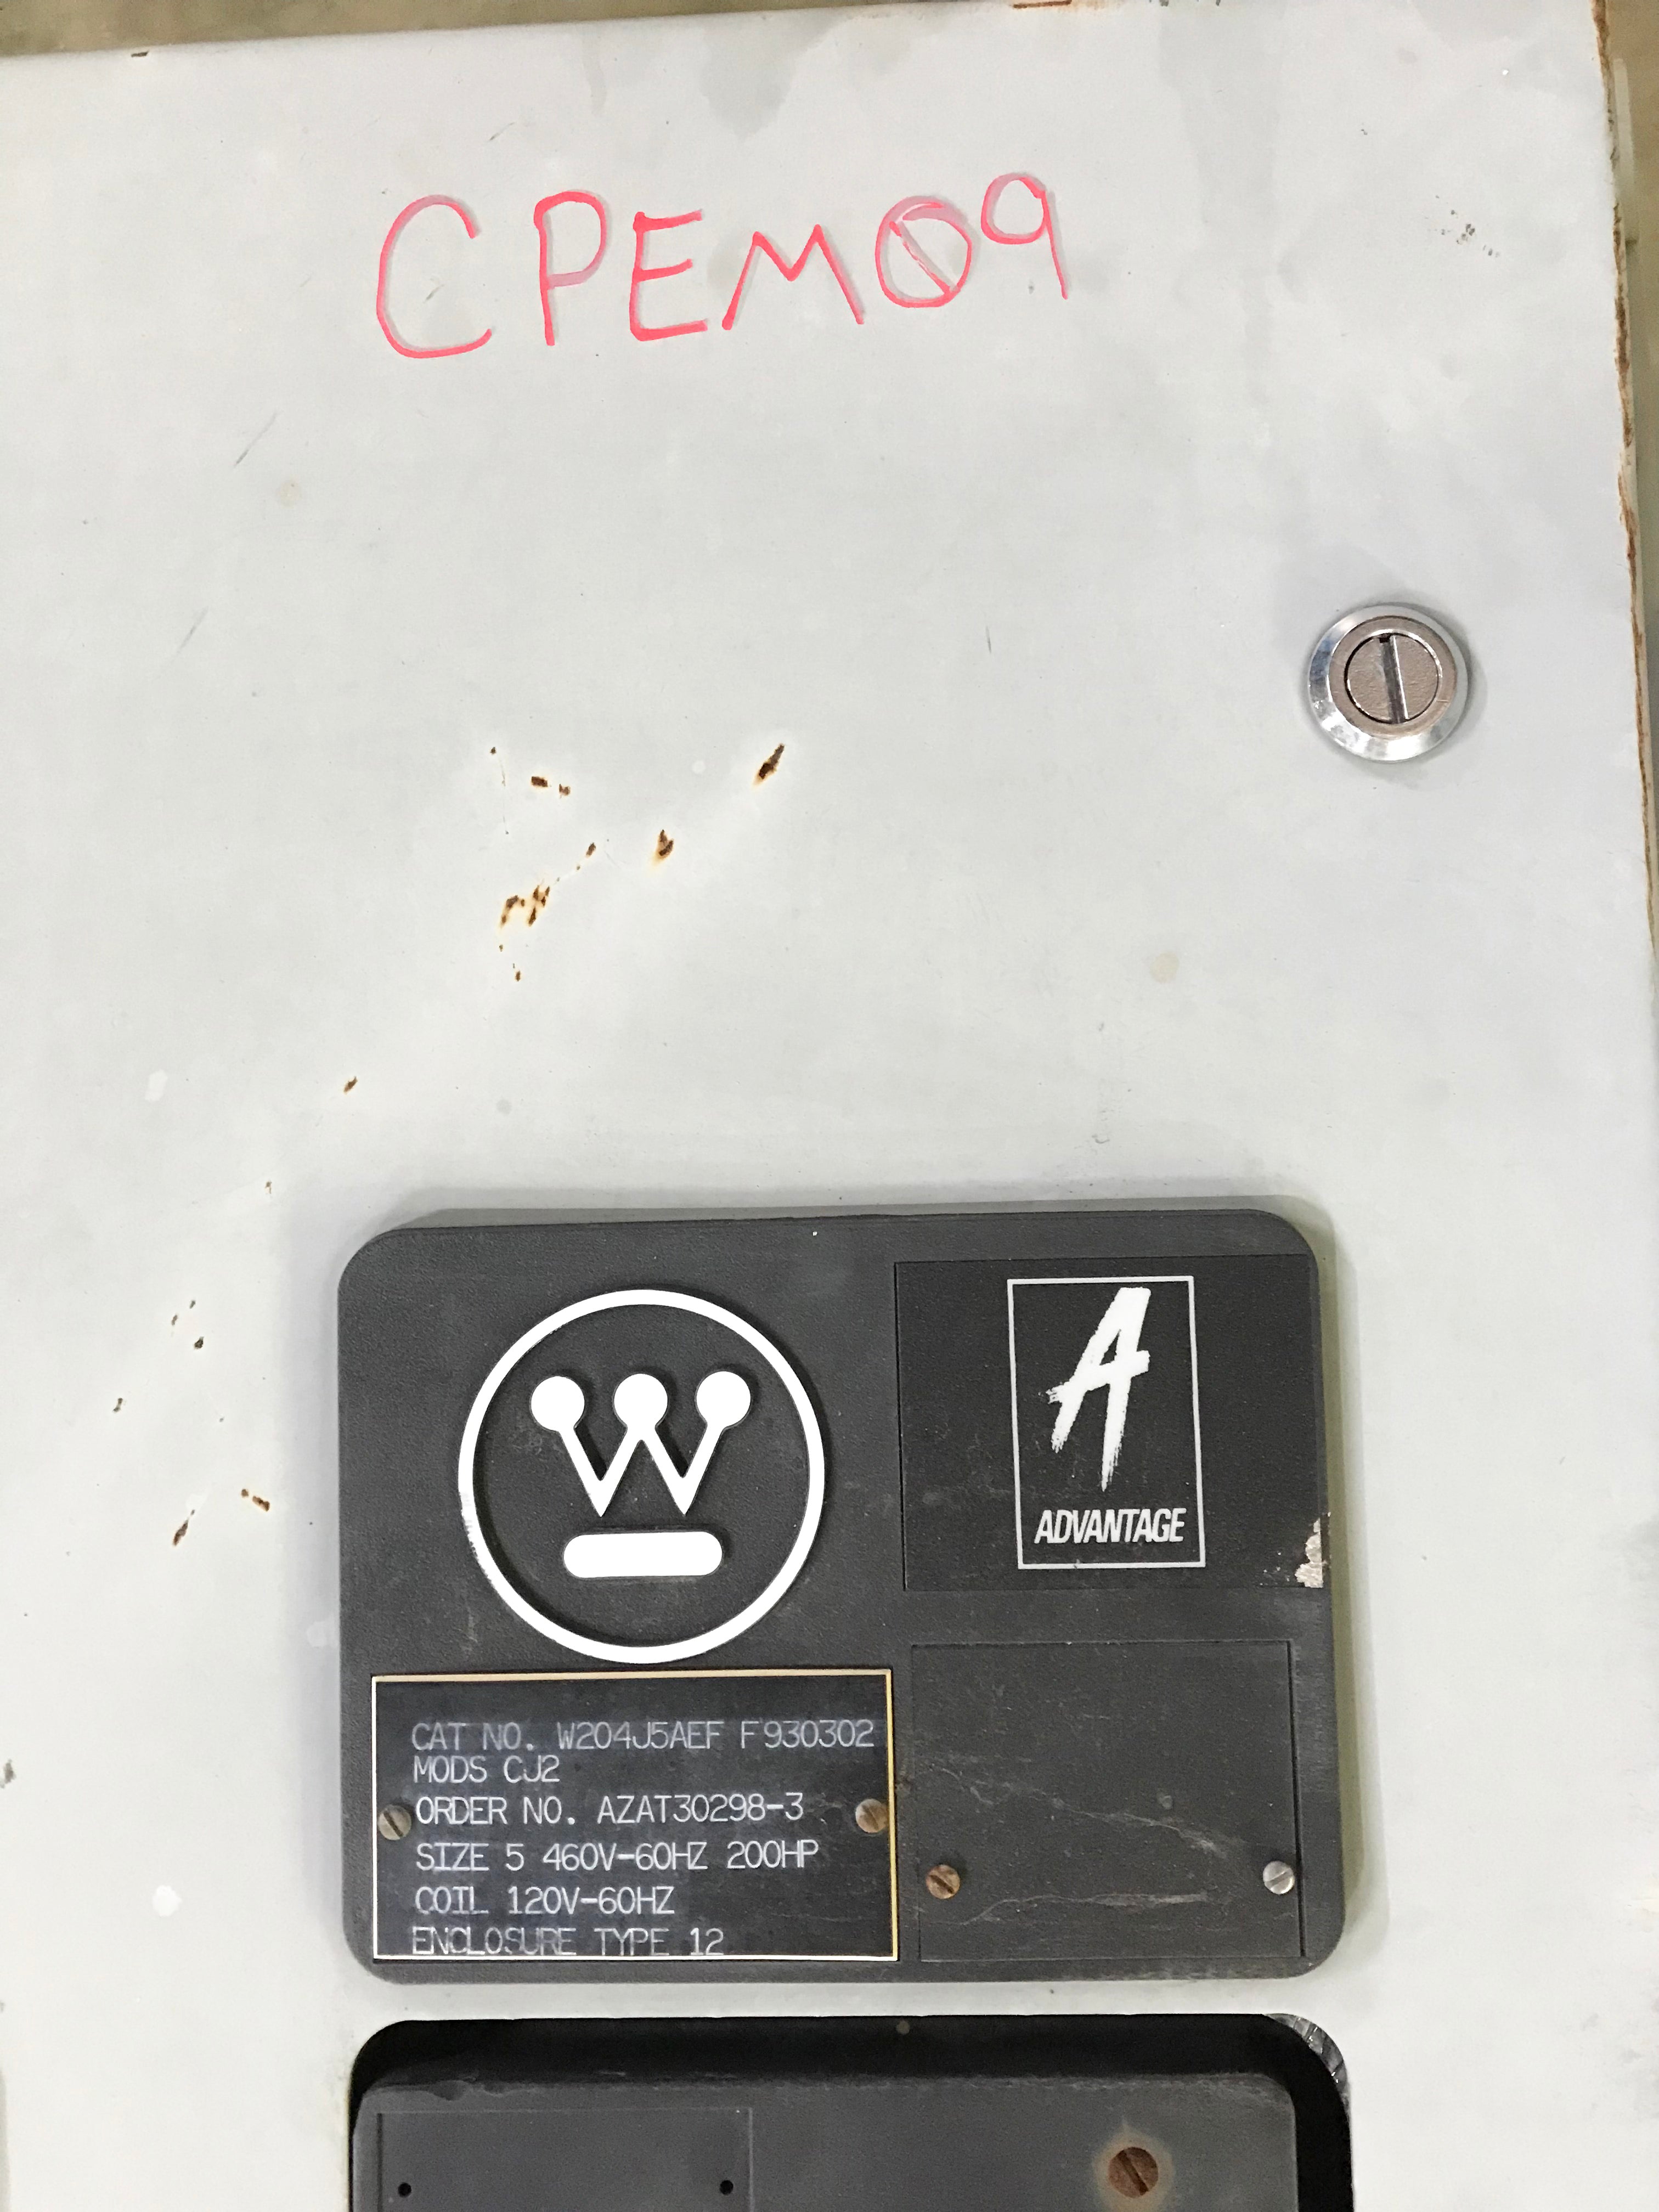 CPEM09
A
ADVANTAGE
W
CAT NO. W204J5AEF F930302
MODS CJ2
ORDER NO. AZAT30298-3
SIZE 5 460V-60HZ 200HP
COIL 120V-60HZ
ENCLOSURE TYPE 12